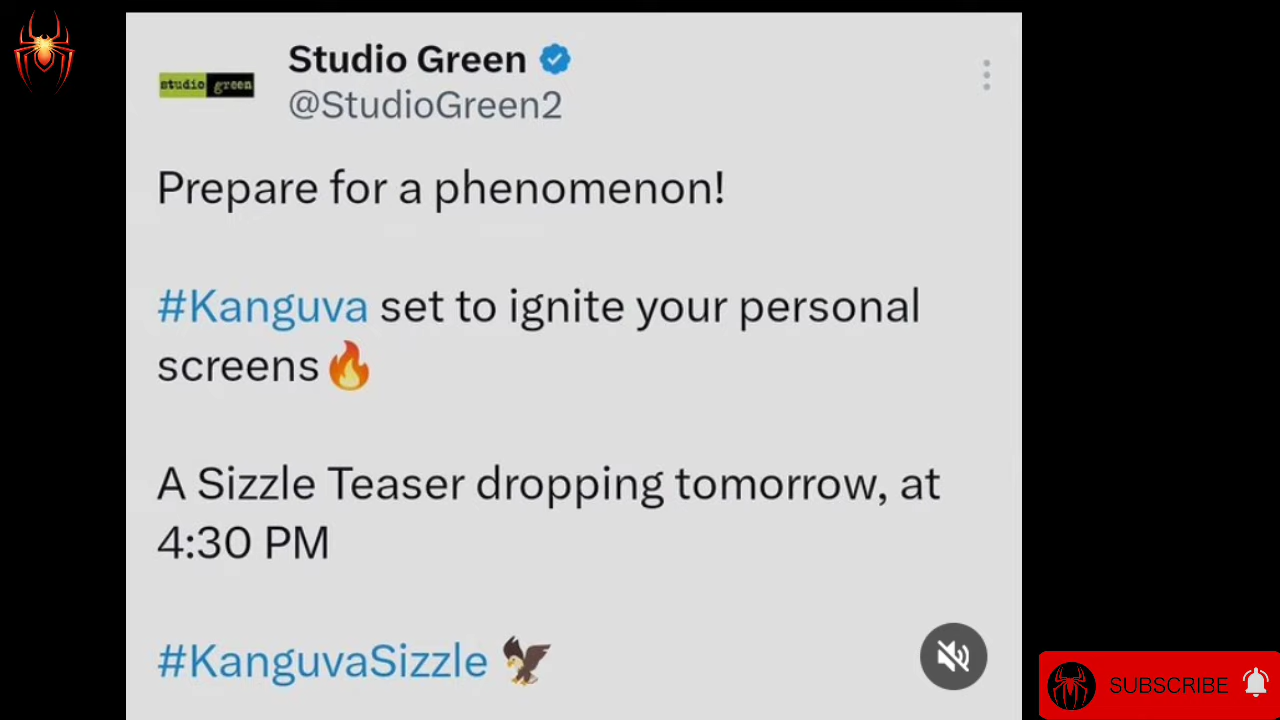 Studio Green
studio green
@StudioGreen2
Prepare for a phenomenon!
#Kanguva set to ignite your personal
screens🔥
A Sizzle Teaser dropping tomorrow, at
4:30 PM
#KanguvaSizzle 🦅
SUBSCRIBE